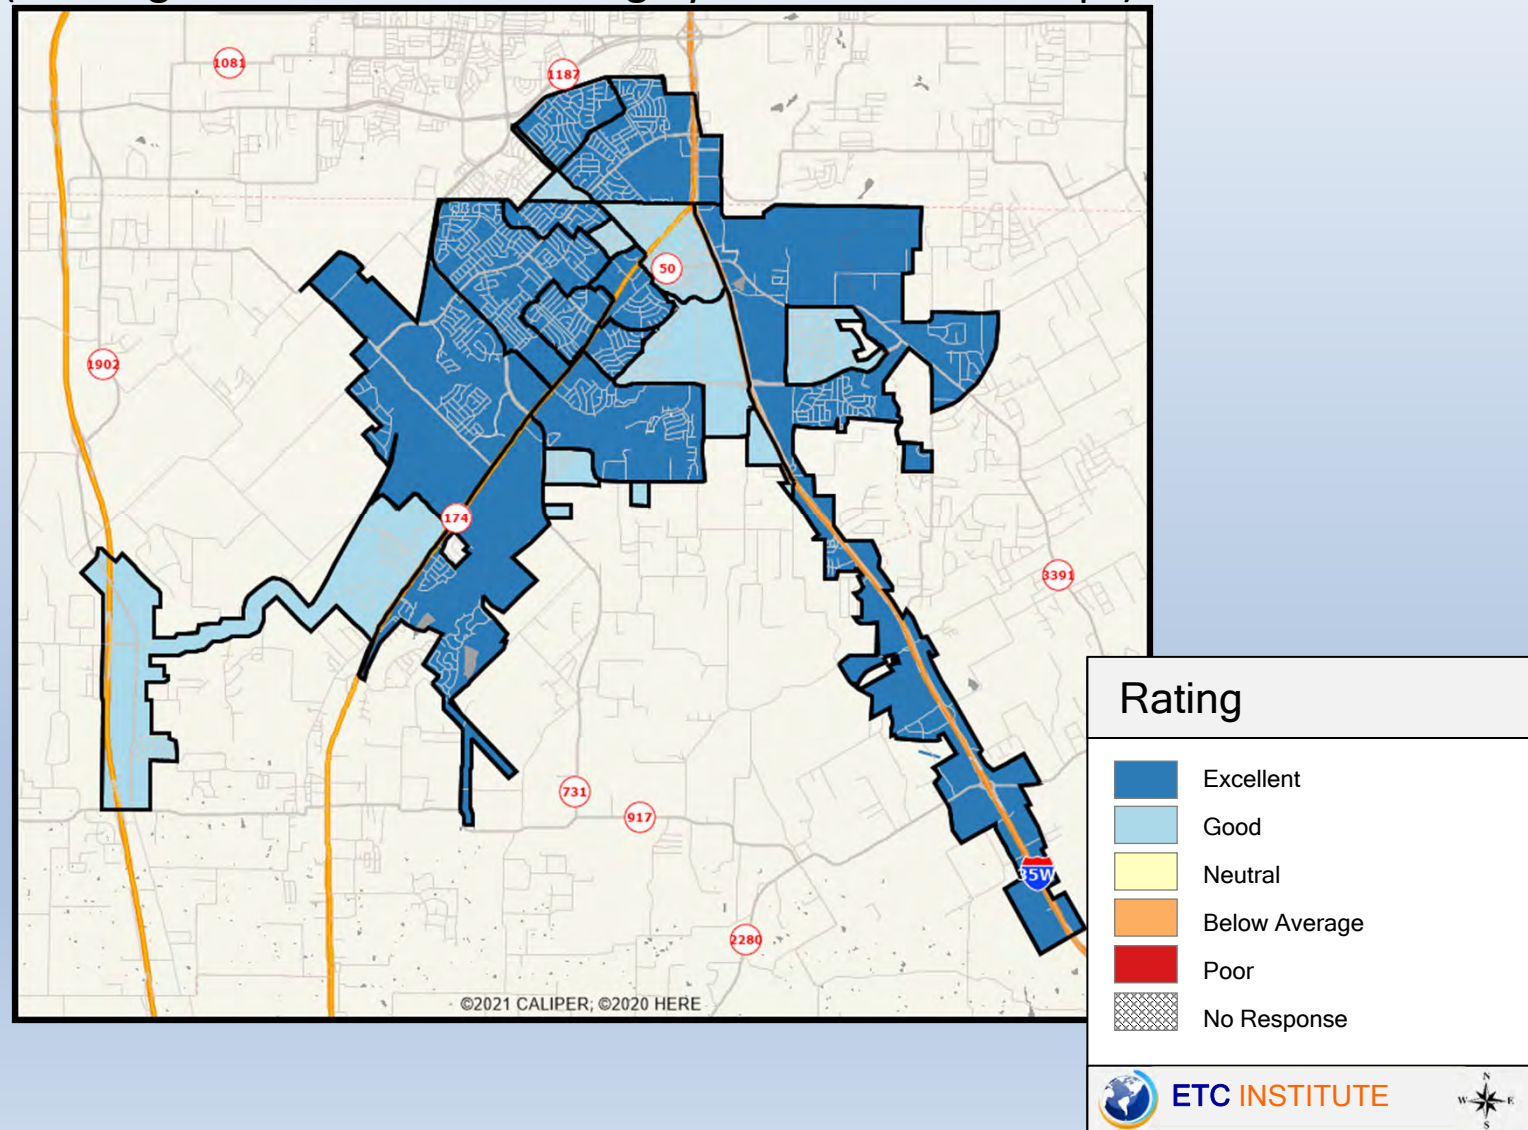 1081
1187
50
1902
174
3391
731
917
35W
2280
©2021 CALIPER; ©2020 HERE
Rating
Excellent
Good
Neutral
Below Average
Poor
No Response
ETC INSTITUTE
N
W E
S